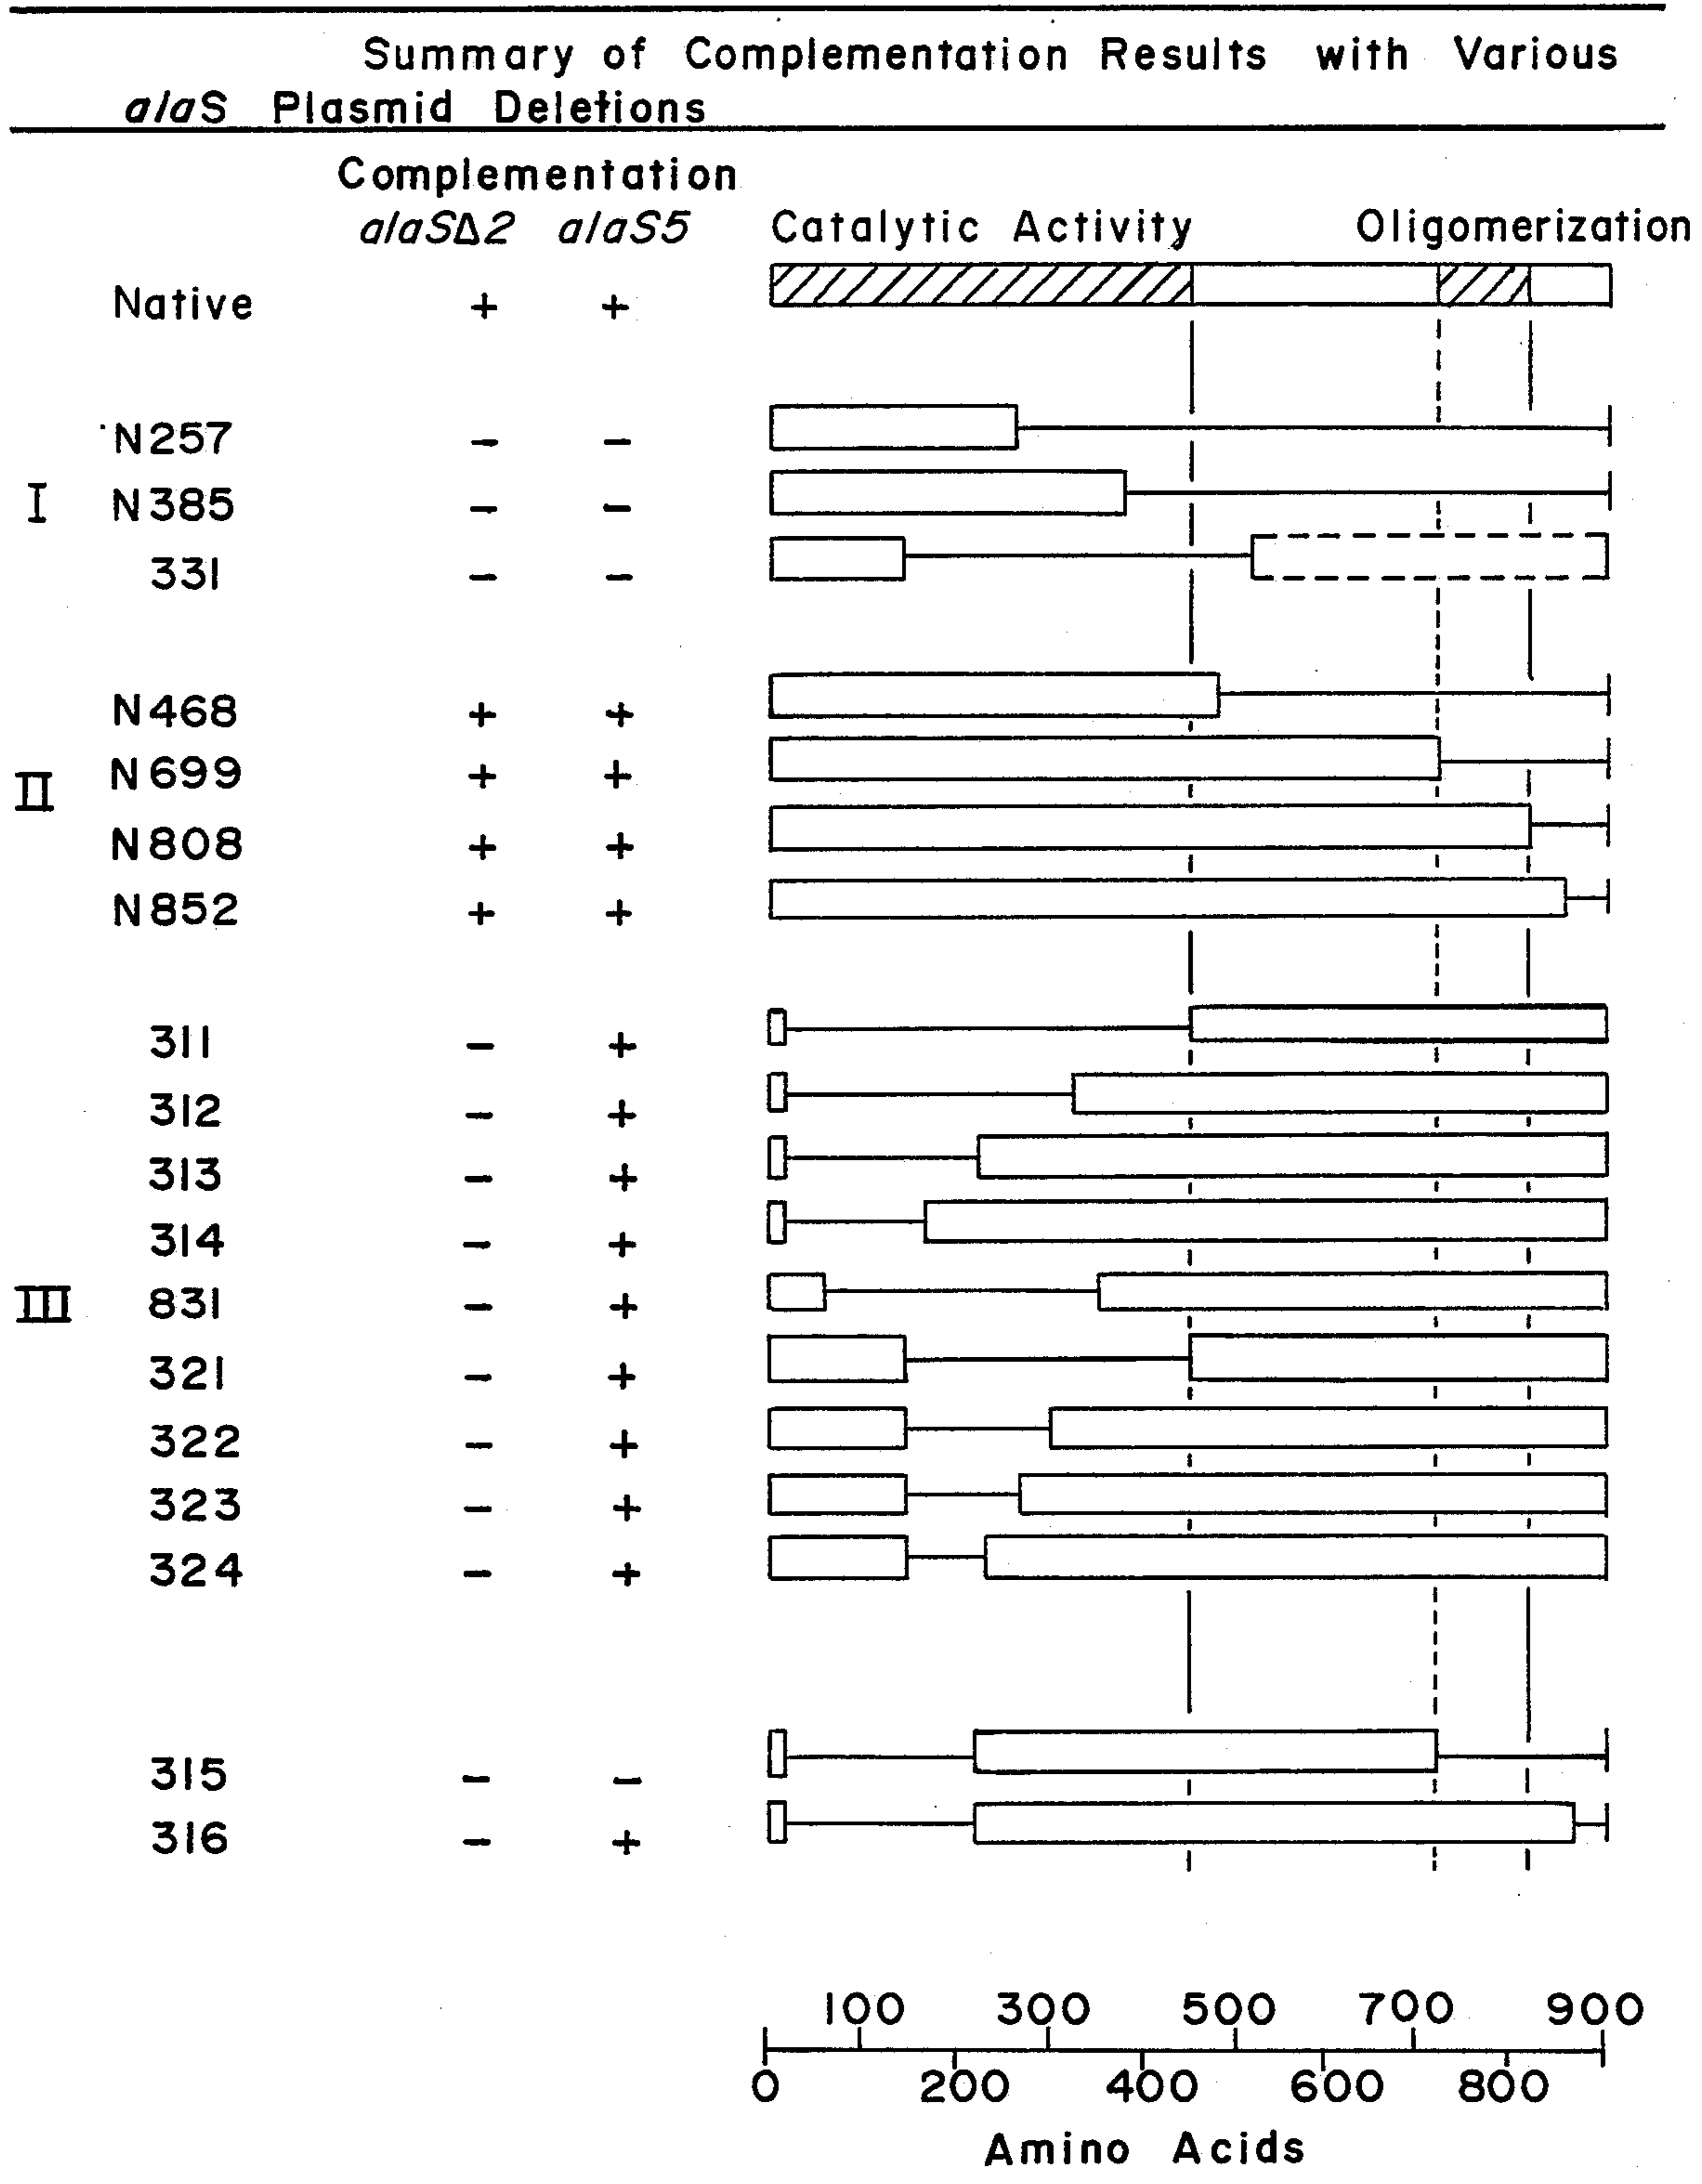 Summary of Complementation Results with Various
alaS Plasmid Deletions
Complementation
alaSΔ2 alaS5 Catalytic Activity Oligomerization
Native + +
N257 - -
I N385 - -
331 - -
N468 + +
N699 + +
II
N808 + +
N852 + +
311 - +
312 - +
313 - +
314 - +
III 831 - +
321 - +
322 - +
323 - +
324 - +
315 - -
316 - +
100 300 500 700 900
0 200 400 600 800
Amino Acids